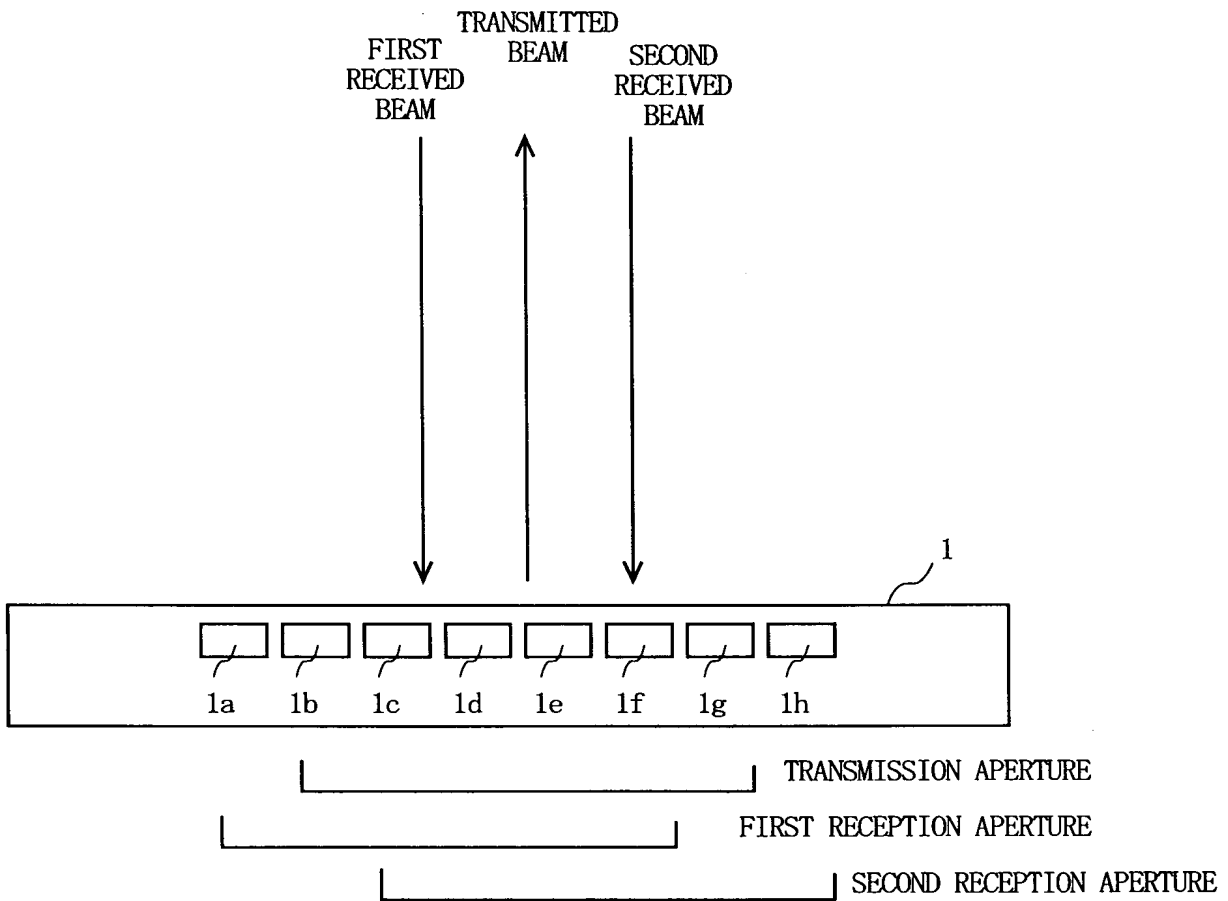 FIRST
RECEIVED
BEAM
TRANSMITTED
BEAM
SECOND
RECEIVED
BEAM
1
1a 1b 1c 1d 1e 1f 1g 1h
TRANSMISSION APERTURE
FIRST RECEPTION APERTURE
SECOND RECEPTION APERTURE